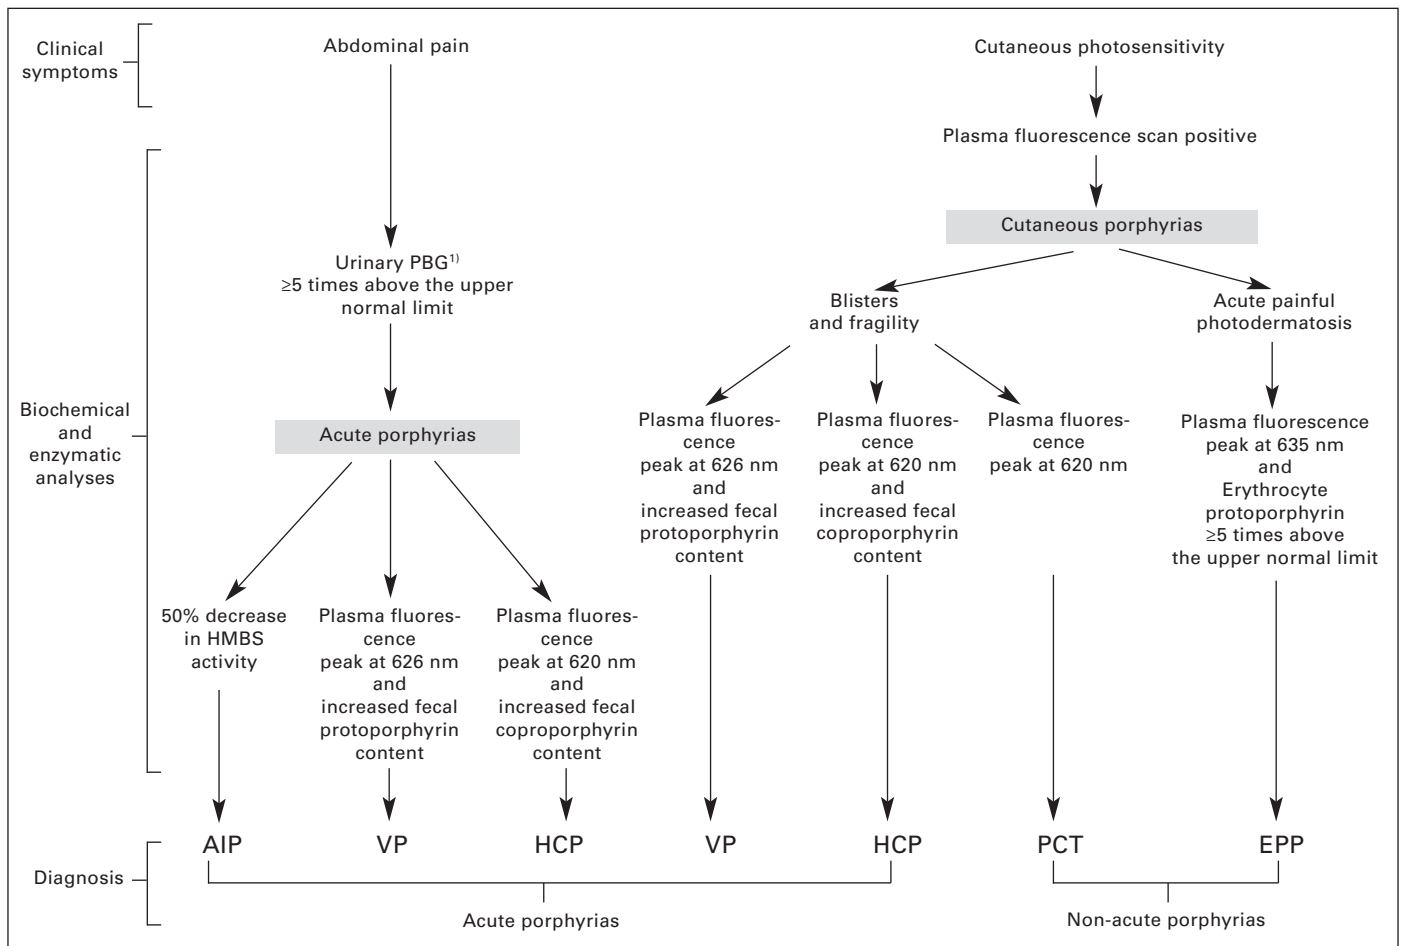 Clinical
symptoms
Abdominal pain
Cutaneous photosensitivity
Plasma fluorescence scan positive
Cutaneous porphyrias
Urinary PBG1)
≥5 times above the upper
normal limit
Blisters
and fragility
Acute painful
photodermatosis
Biochemical
and
enzymatic
analyses
Acute porphyrias
Plasma fluores-
cence
peak at 626 nm
and
increased fecal
protoporphyrin
content
Plasma fluores-
cence
peak at 620 nm
and
increased fecal
coproporphyrin
content
Plasma fluores-
cence
peak at 620 nm
Plasma fluorescence
peak at 635 nm
and
Erythrocyte
protoporphyrin
≥5 times above
the upper normal limit
50% decrease
in HMBS
activity
Plasma fluores-
cence
peak at 626 nm
and
increased fecal
protoporphyrin
content
Plasma fluores-
cence
peak at 620 nm
and
increased fecal
coproporphyrin
content
Diagnosis
AIP
VP
HCP
VP
HCP
PCT
EPP
Acute porphyrias
Non-acute porphyrias